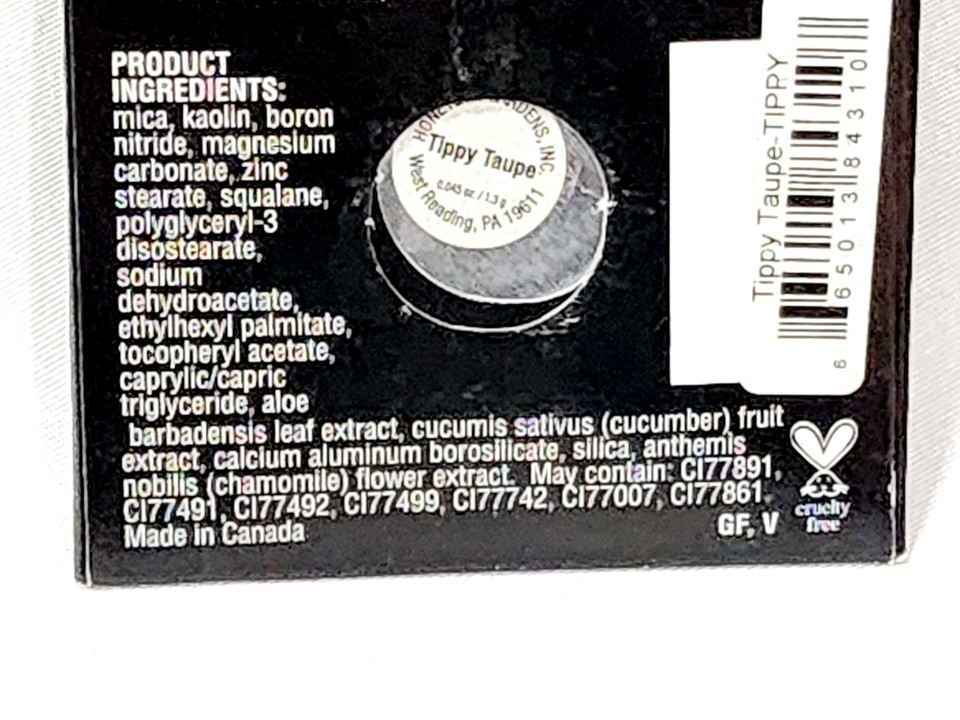 PRODUCT
INGREDIENTS:
mica, kaolin, boron
nitride, magnesium
carbonate, zinc
stearate, squalane,
polyglyceryl-3
disostearate,
sodium
dehydroacetate,
ethylhexyl palmitate,
tocopheryl acetate,
caprylic/capric
triglyceride, aloe
barbadensis leaf extract, cucumis sativus (cucumber) fruit
extract, calcium aluminum borosilicate, silica, anthemis
nobilis (chamomile) flower extract. May contain: CI77891,
CI77491, CI77492, CI77499, CI77742, CI77007, CI77861.
Made in Canada
GF, V
cruelty
free
INC.
Tippy Taupe
0.045 oz / 1.3 g
West Reading, PA 19611
Tippy Taupe-TIPPY
6 65013 84310